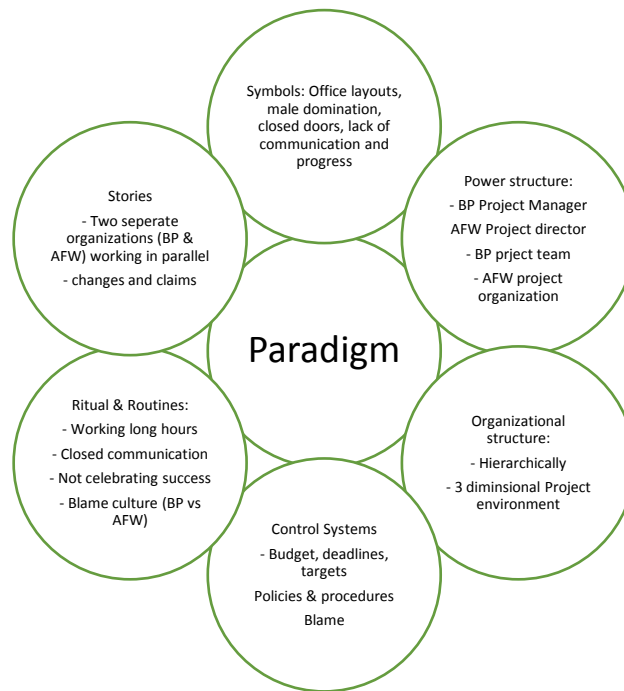 Symbols: Office layouts,
male domination,
closed doors, lack of
communication and
progress
Stories
- Two seperate
organizations (BP &
AFW) working in parallel
- changes and claims
Power structure:
- BP Project Manager
AFW Project director
- BP prject team
- AFW project
organization
Paradigm
Ritual & Routines:
- Working long hours
- Closed communication
- Not celebrating success
- Blame culture (BP vs
AFW)
Organizational
structure:
- Hierarchically
- 3 diminsional Project
environment
Control Systems
- Budget, deadlines,
targets
Policies & procedures
Blame